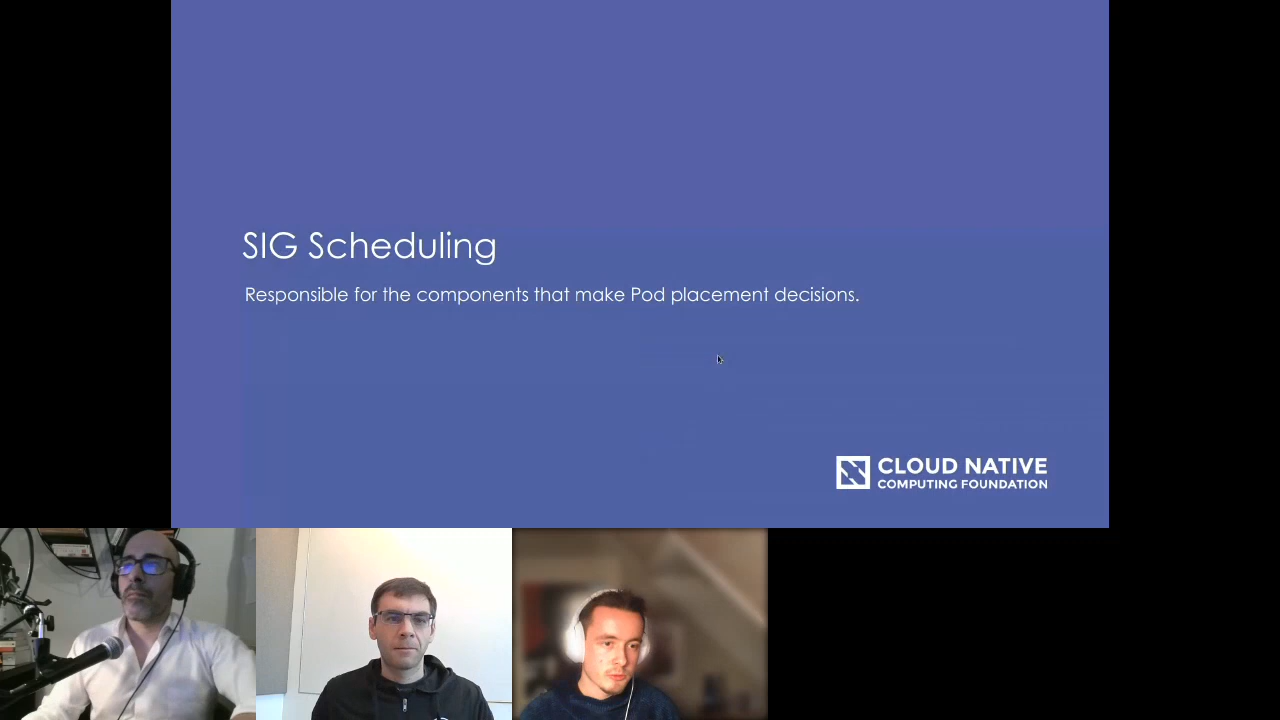 SIG Scheduling
Responsible for the components that make Pod placement decisions.
CLOUD NATIVE
COMPUTING FOUNDATION